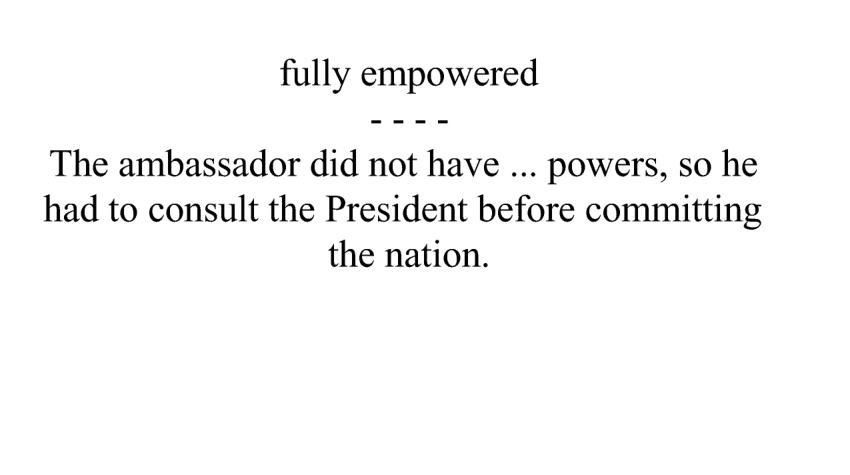 fully empowered
- - - -
The ambassador did not have ... powers, so he
had to consult the President before committing
the nation.